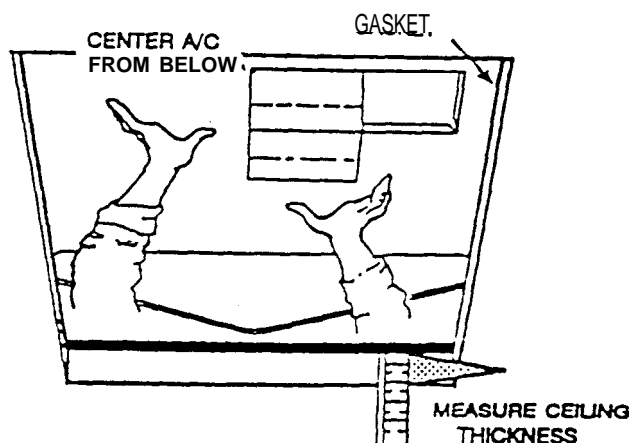 CENTER A/C
FROM BELOW.
GASKET.
MEASURE CEILING
THICKNESS